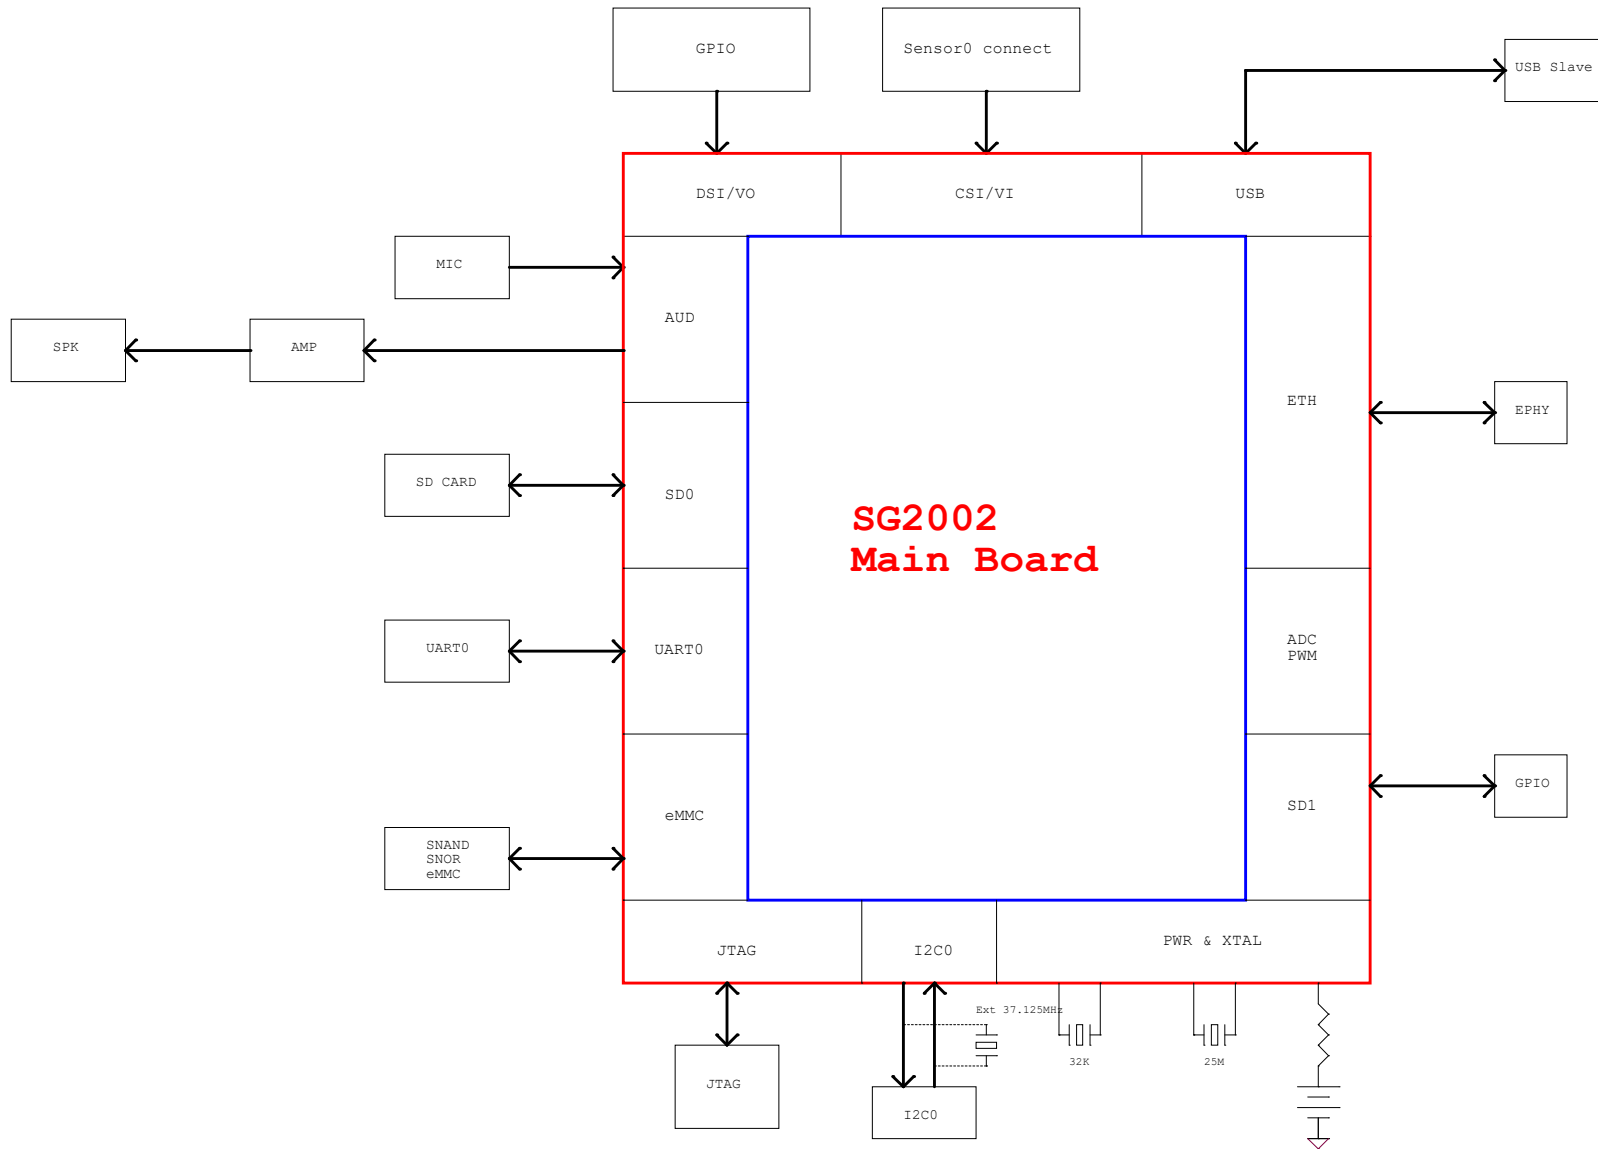 GPIO
Sensor0 connect
USB Slave
DSI/VO
CSI/VI
USB
MIC
AUD
SPK
AMP
ETH
EPHY
SD CARD
SD0
SG2002
Main Board
UART0
UART0
ADC
PWM
GPIO
eMMC
SD1
SNAND
SNOR
eMMC
JTAG
I2C0
PWR & XTAL
Ext 37.125MHz
32K
25M
JTAG
I2C0